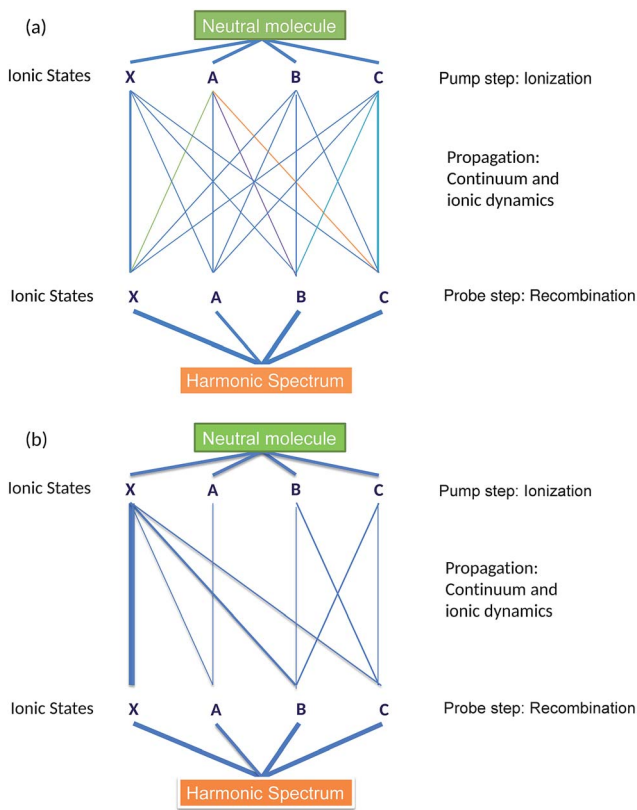 (a)
Neutral molecule
Ionic States X A B C Pump step: Ionization
Propagation:
Continuum and
ionic dynamics
Ionic States X A B C Probe step: Recombination
Harmonic Spectrum
(b)
Neutral molecule
Ionic States X A B C Pump step: Ionization
Propagation:
Continuum and
ionic dynamics
Ionic States X A B C Probe step: Recombination
Harmonic Spectrum